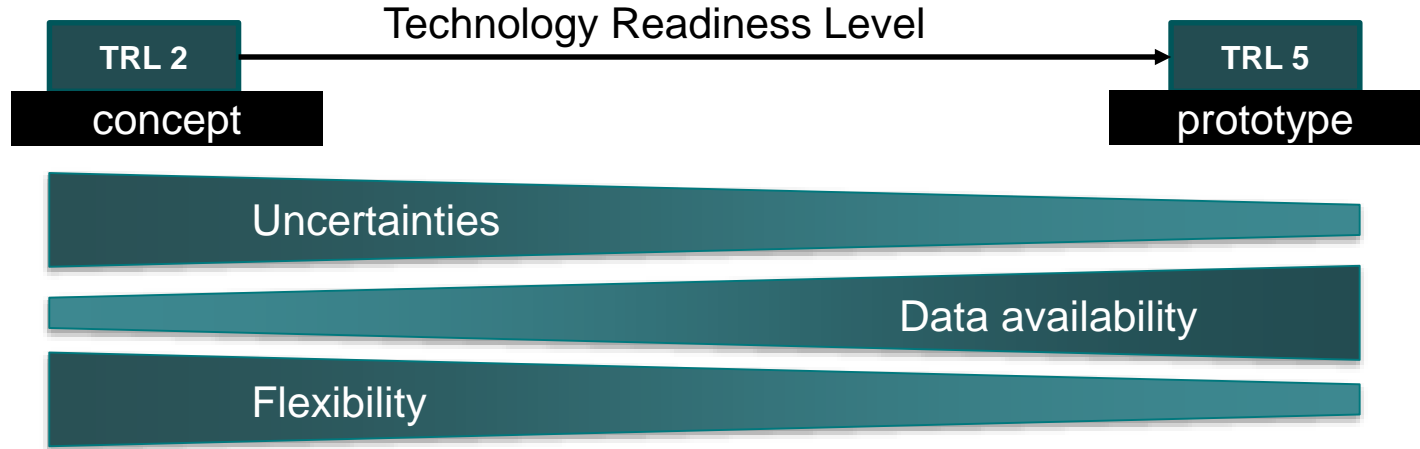 Technology Readiness Level
TRL 2
TRL 5
concept
prototype
Uncertainties
Data availability
Flexibility